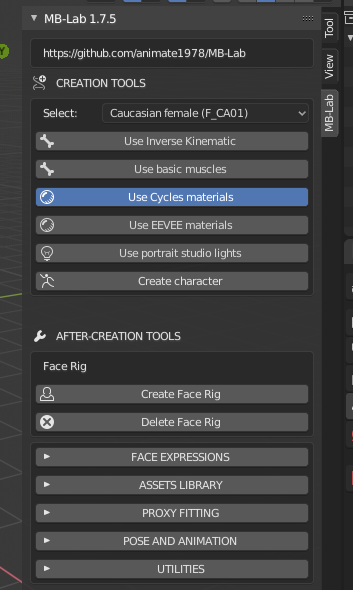 MB-Lab 1.7.5
https://github.com/animate1978/MB-Lab
CREATION TOOLS
Select: Caucasian female (F_CA01)
Use Inverse Kinematic
Use basic muscles
Use Cycles materials
Use EEVEE materials
Use portrait studio lights
Create character
AFTER-CREATION TOOLS
Face Rig
Create Face Rig
Delete Face Rig
FACE EXPRESSIONS
ASSETS LIBRARY
PROXY FITTING
POSE AND ANIMATION
UTILITIES
Tool
View
MB-Lab
Y